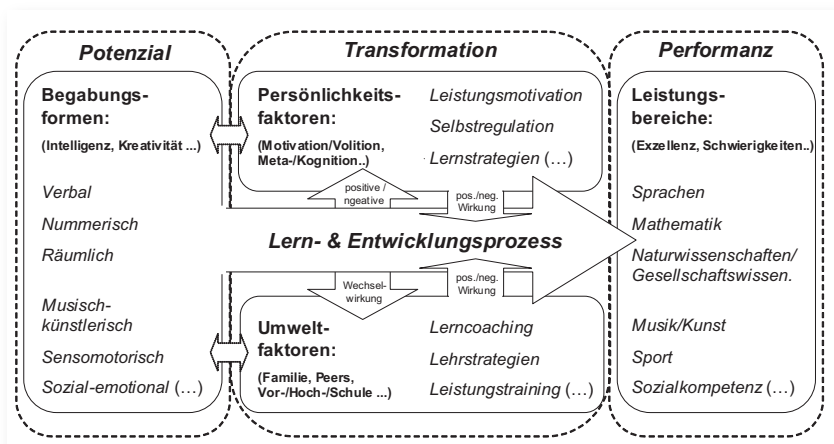 Potenzial
Begabungs-
formen:
(Intelligenz, Kreativität ...)
Verbal
Nummerisch
Räumlich
Musisch-
künstlerisch
Sensomotorisch
Sozial-emotional (…)
Transformation
Persönlichkeits-
faktoren:
(Motivation/Volition,
Meta-/Kognition..)
Leistungsmotivation
Selbstregulation
Lernstrategien (…)
positive /
ngeative
pos./neg.
Wirkung
Lern- & Entwicklungsprozess
Wechsel-
wirkung
pos./neg.
Wirkung
Umwelt-
faktoren:
(Familie, Peers,
Vor-/Hoch-/Schule ...)
Lerncoaching
Lehrstrategien
Leistungstraining (…)
Performanz
Leistungs-
bereiche:
(Exzellenz, Schwierigkeiten..)
Sprachen
Mathematik
Naturwissenschaften/
Gesellschaftswissen.
Musik/Kunst
Sport
Sozialkompetenz (…)